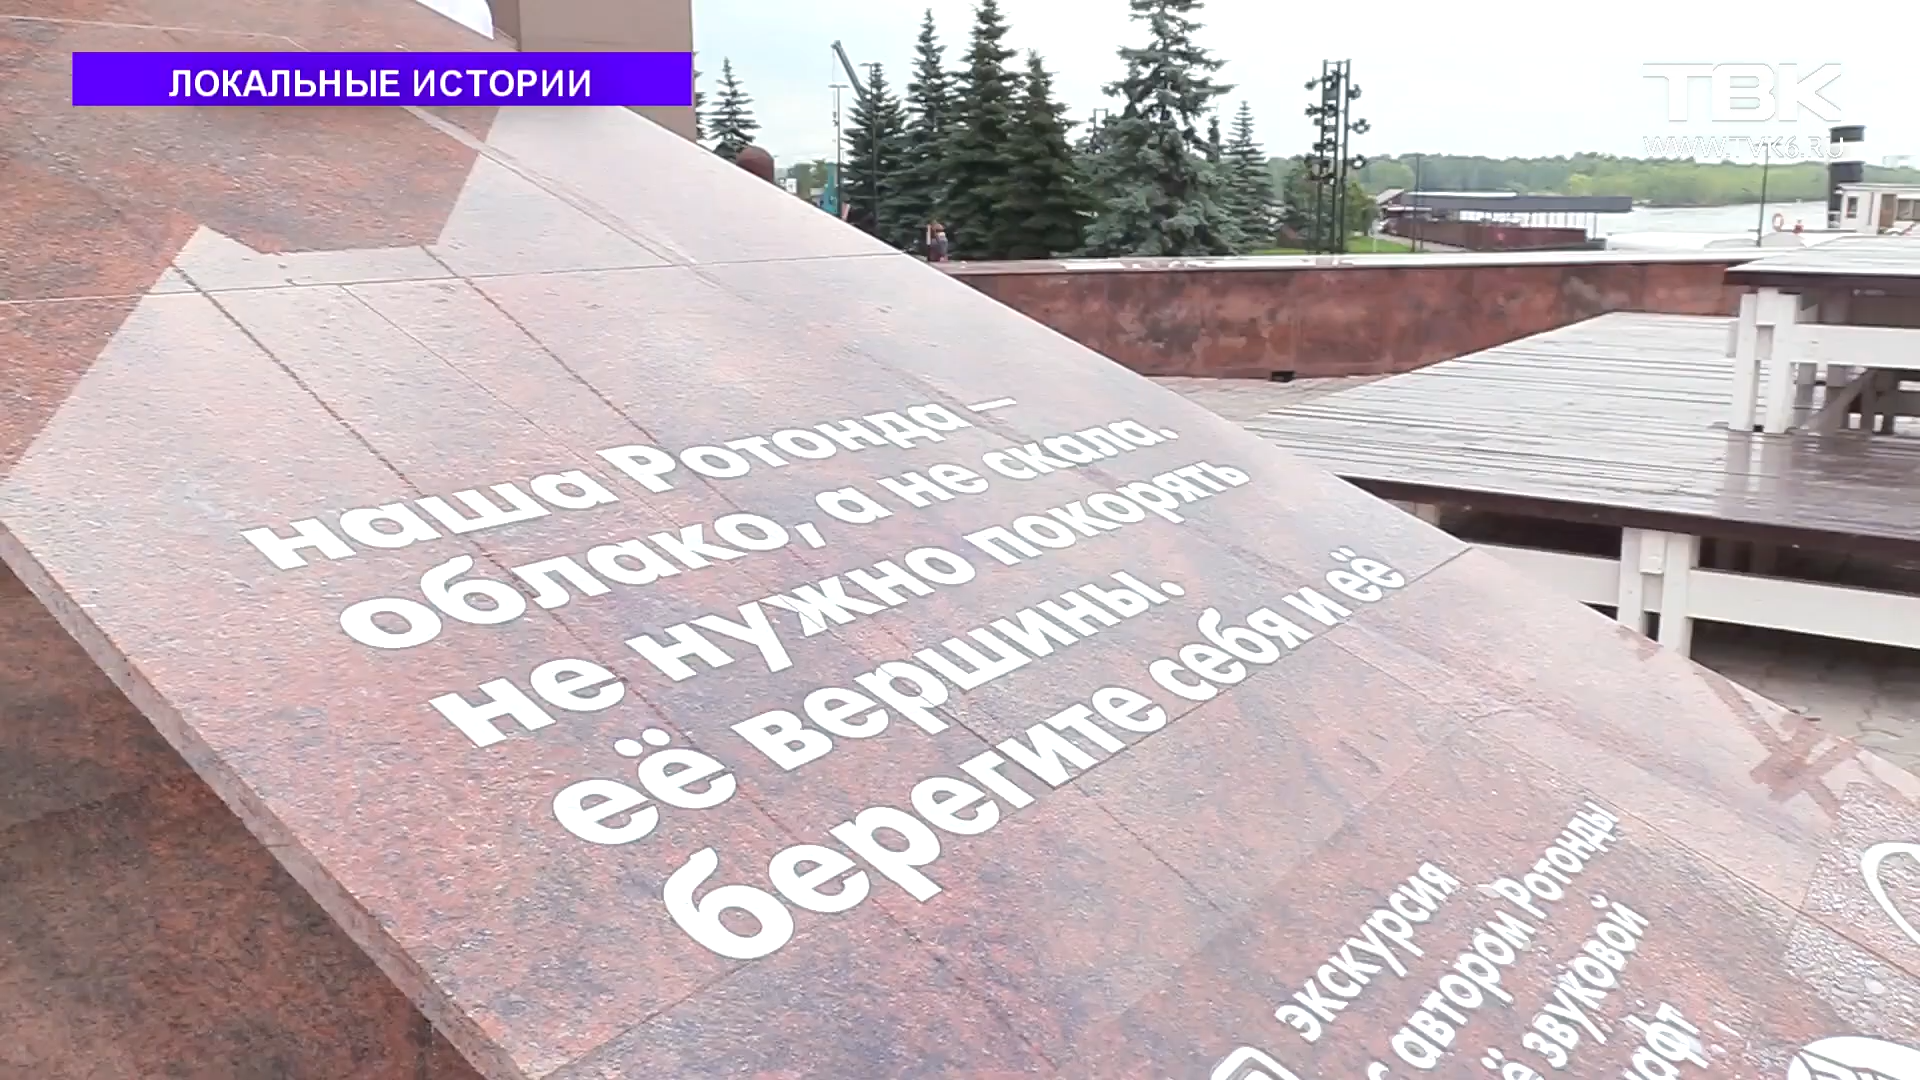 ЛОКАЛЬНЫЕ ИСТОРИИ
ТВК
WWW.TVK6.RU
наша Ротонда –
облако, а не скала.
не нужно покорять
её вершины.
берегите себя и её
экскурсия
с автором Ротонды
звуковой